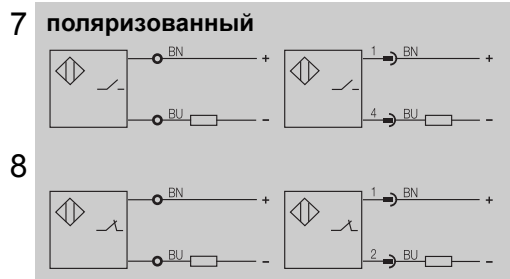 7 поляризованный
BN + 1 BN +
BU – 4 BU –
8
BN + 1 BN +
BU – 2 BU –